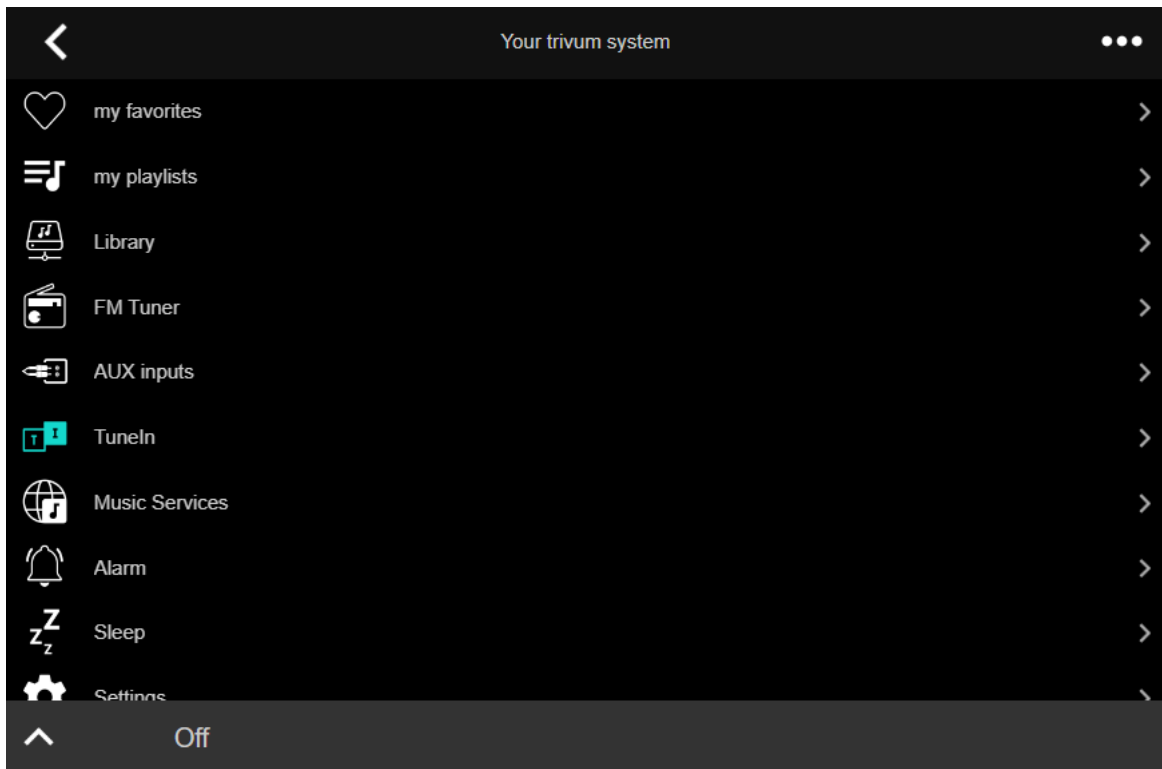 Your trivum system
my favorites
my playlists
Library
FM Tuner
AUX inputs
T I
TuneIn
Music Services
Alarm
z Z z
Sleep
Settings
Off